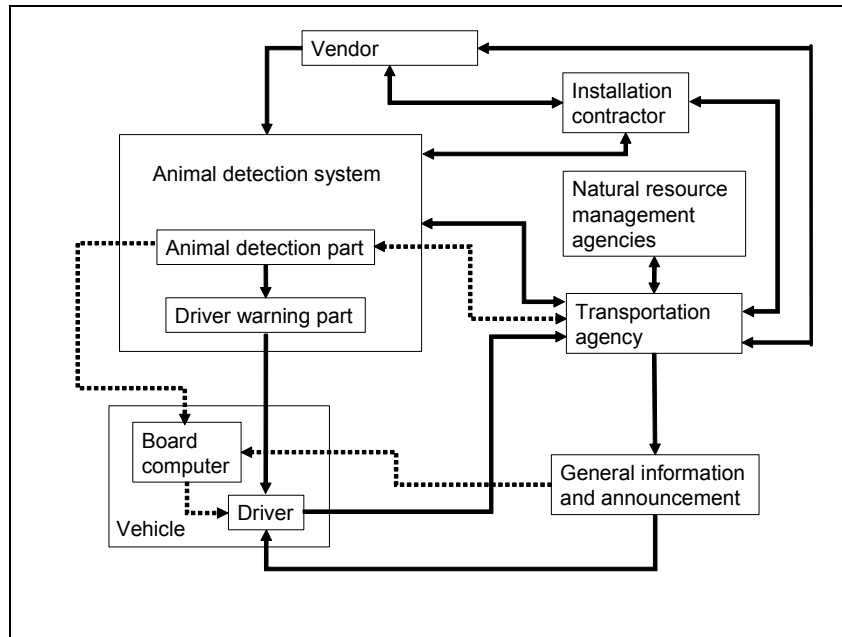 Vendor
Installation
contractor
Animal detection system
Natural resource
management
agencies
Animal detection part
Driver warning part
Transportation
agency
Board
computer
General information
and announcement
Driver
Vehicle